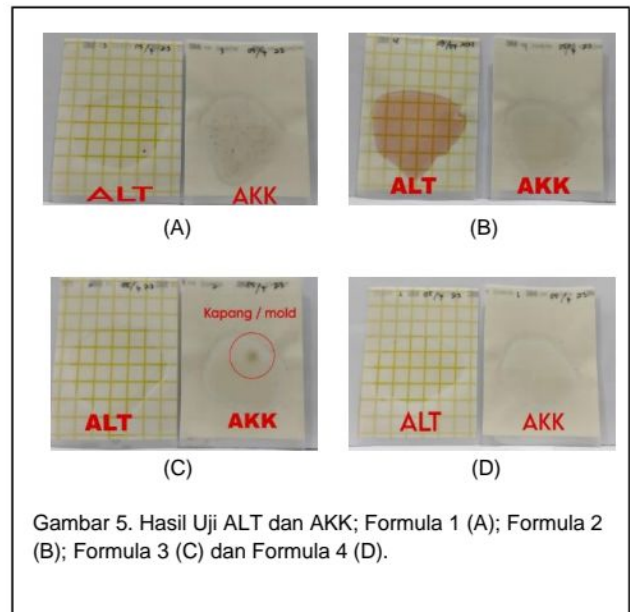 ALT AKK
(A)
ALT AKK
(B)
Kapang / mold
ALT AKK
(C)
ALT AKK
(D)
Gambar 5. Hasil Uji ALT dan AKK; Formula 1 (A); Formula 2
(B); Formula 3 (C) dan Formula 4 (D).